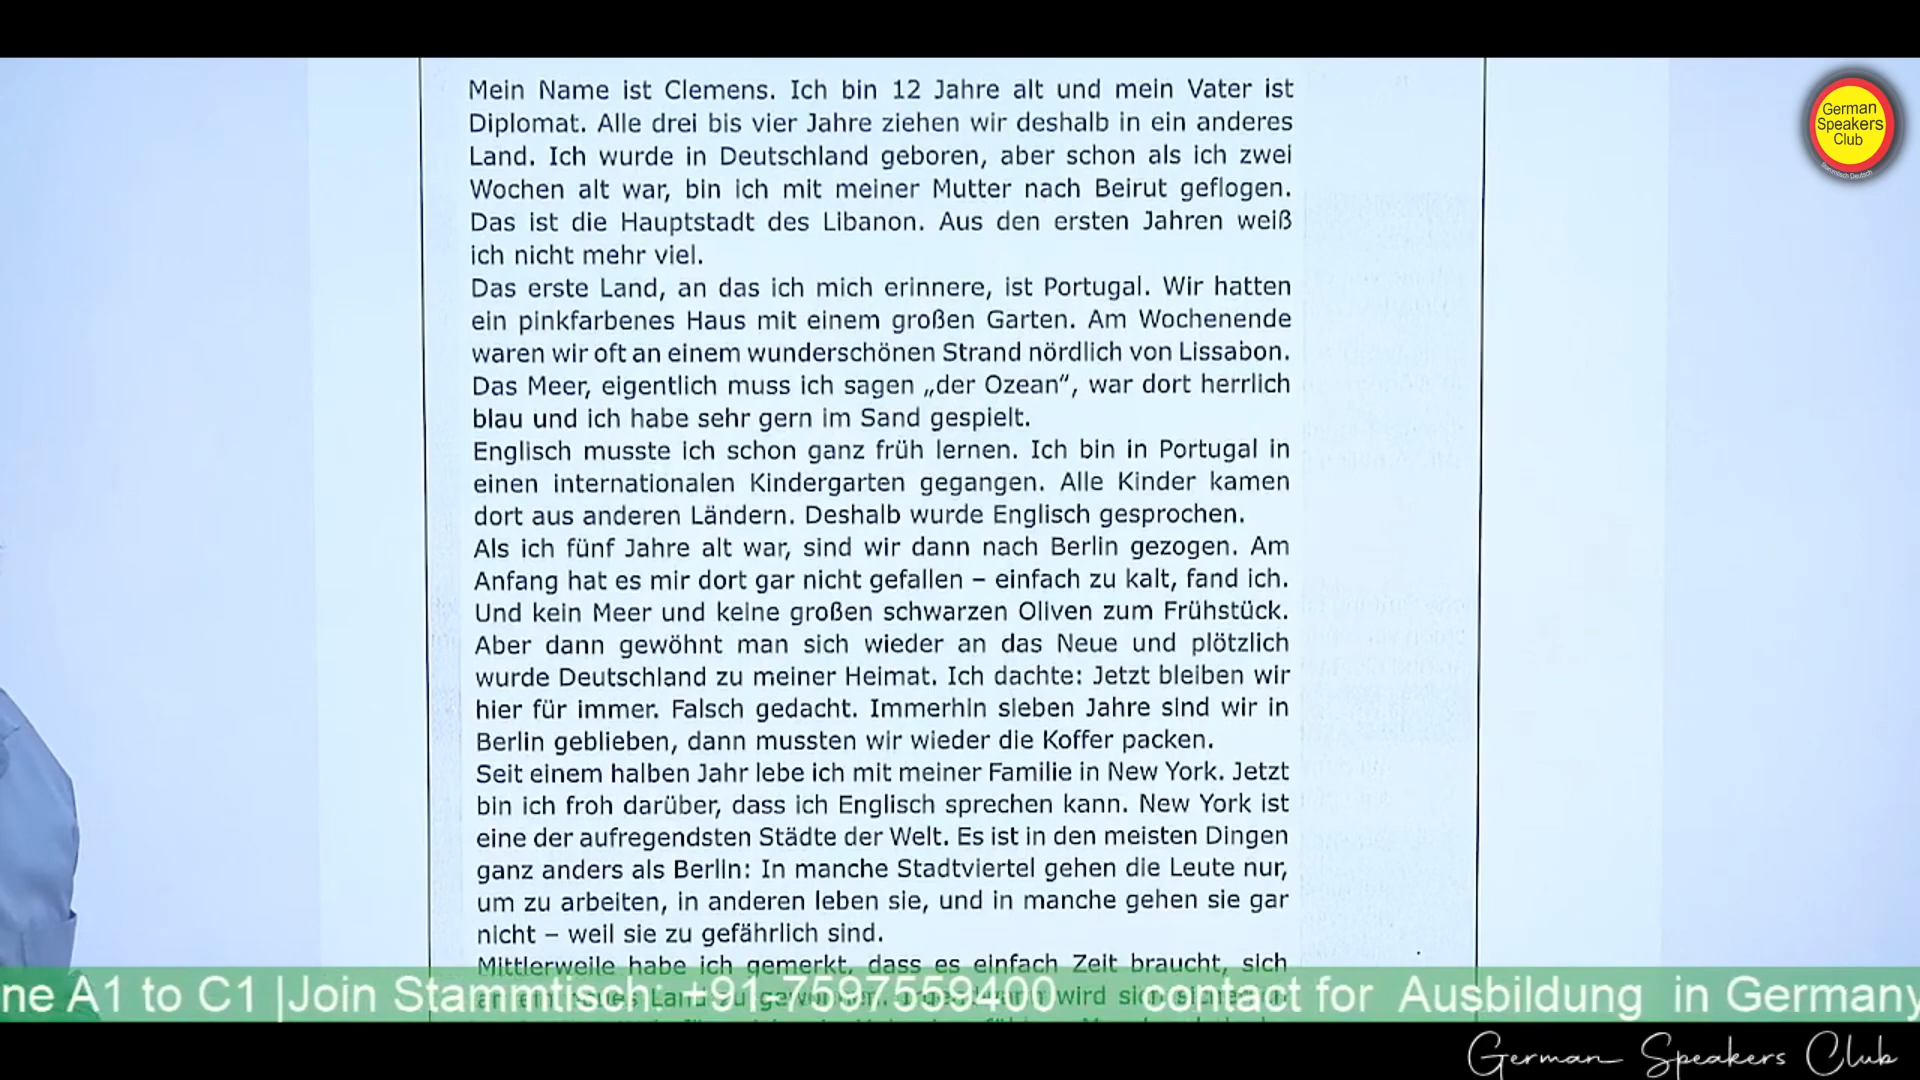 Mein Name ist Clemens. Ich bin 12 Jahre alt und mein Vater ist
Diplomat. Alle drei bis vier Jahre ziehen wir deshalb in ein anderes
Land. Ich wurde in Deutschland geboren, aber schon als ich zwei
Wochen alt war, bin ich mit meiner Mutter nach Beirut geflogen.
Das ist die Hauptstadt des Libanon. Aus den ersten Jahren weiß
ich nicht mehr viel.
Das erste Land, an das ich mich erinnere, ist Portugal. Wir hatten
ein pinkfarbenes Haus mit einem großen Garten. Am Wochenende
waren wir oft an einem wunderschönen Strand nördlich von Lissabon.
Das Meer, eigentlich muss ich sagen „der Ozean“, war dort herrlich
blau und ich habe sehr gern im Sand gespielt.
Englisch musste ich schon ganz früh lernen. Ich bin in Portugal in
einen internationalen Kindergarten gegangen. Alle Kinder kamen
dort aus anderen Ländern. Deshalb wurde Englisch gesprochen.
Als ich fünf Jahre alt war, sind wir dann nach Berlin gezogen. Am
Anfang hat es mir dort gar nicht gefallen – einfach zu kalt, fand ich.
Und kein Meer und keine großen schwarzen Oliven zum Frühstück.
Aber dann gewöhnt man sich wieder an das Neue und plötzlich
wurde Deutschland zu meiner Heimat. Ich dachte: Jetzt bleiben wir
hier für immer. Falsch gedacht. Immerhin sieben Jahre sind wir in
Berlin geblieben, dann mussten wir wieder die Koffer packen.
Seit einem halben Jahr lebe ich mit meiner Familie in New York. Jetzt
bin ich froh darüber, dass ich Englisch sprechen kann. New York ist
eine der aufregendsten Städte der Welt. Es ist in den meisten Dingen
ganz anders als Berlin: In manche Stadtviertel gehen die Leute nur,
um zu arbeiten, in anderen leben sie, und in manche gehen sie gar
nicht – weil sie zu gefährlich sind.
Mittlerweile habe ich gemerkt, dass es einfach Zeit braucht, sich
wird
ne A1 to C1 |Join Stammtisch: +91 7597559400 contact for Ausbildung in Germany
German
Speakers
Club
Stammtisch Deutsch
German Speakers Club